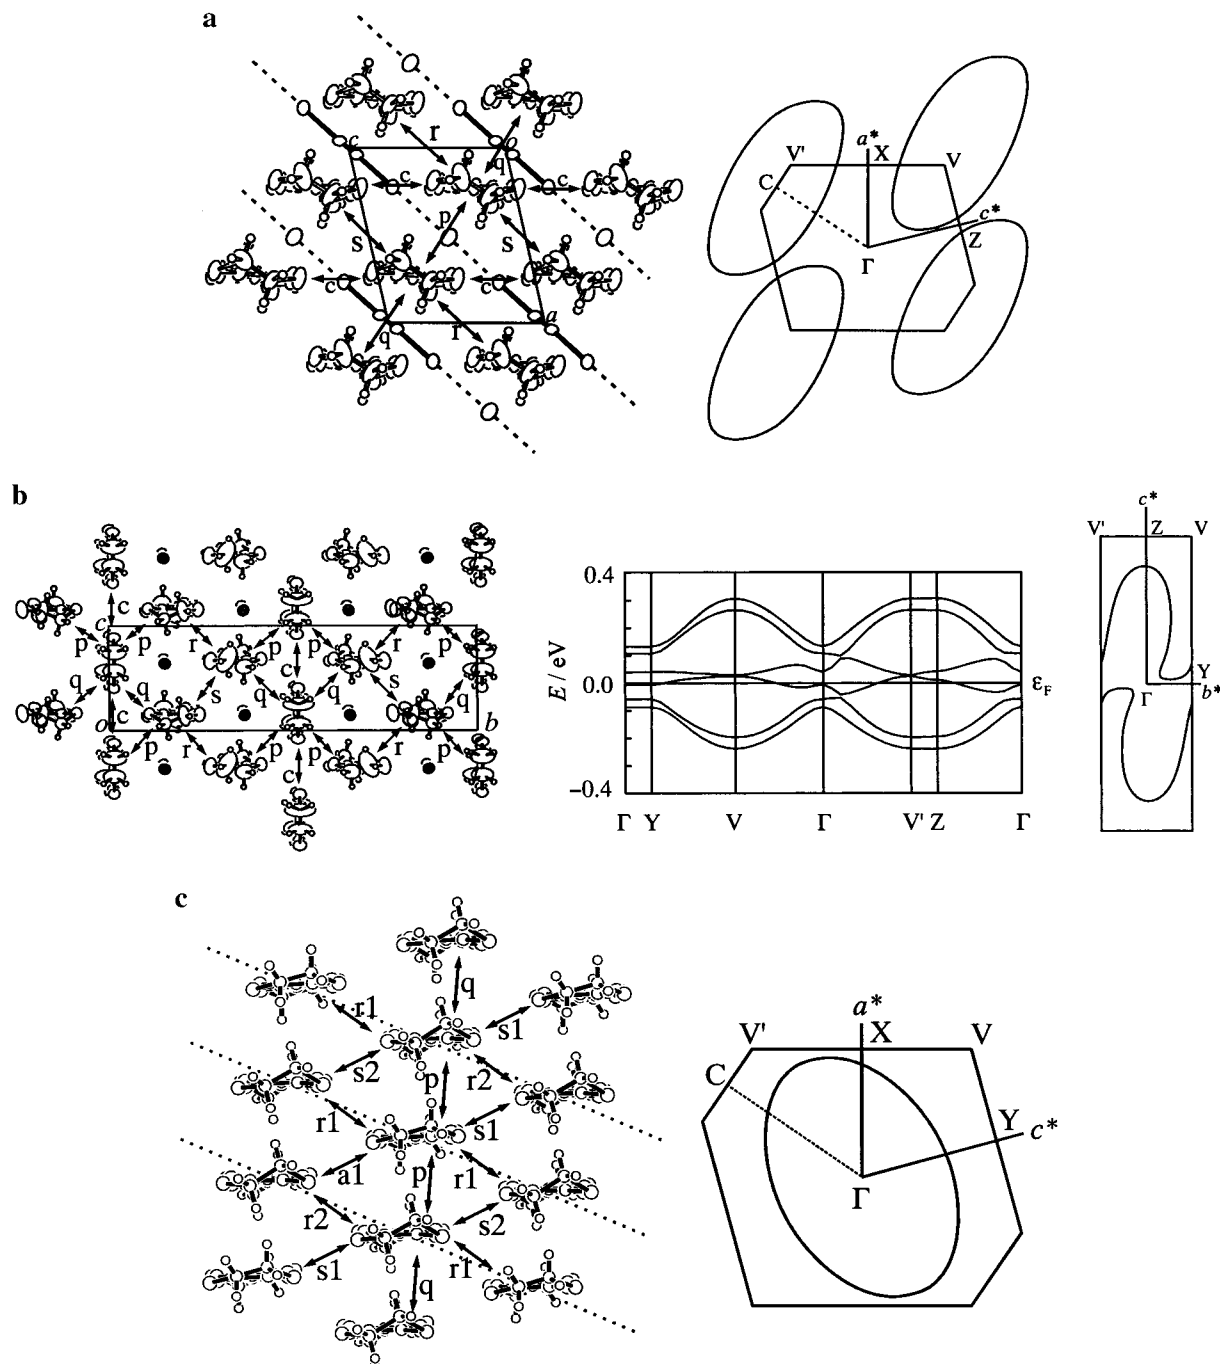 a
r
c
o
q
c
c
p
s
s
c
c
a
q
r
a*
V' X V
C
c*
Z
Γ
b
c
c
p p r p p r p
c
q q s q q s q
c
o b
p r p p r p
c
E / eV
0.4
0.0
−0.4
ε_F
Γ Y V Γ V' Z Γ
c*
V' Z V
Y
Γ b*
c
q
r1 s1
s2 p r2
r1 s1
a1 p r1
r2 s2
s1 q r1
a*
V' X V
C
Y
c*
Γ